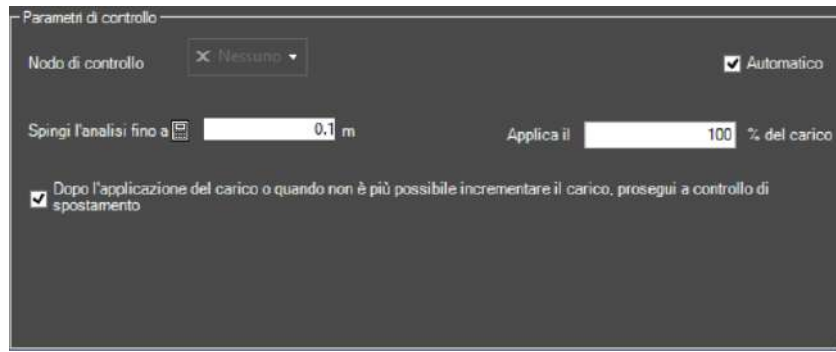 Parametri di controllo
Nodo di controllo
Nessuno
Automatico
Spingi l'analisi fino a 0.1 m
Applica il 100 % del carico
Dopo l'applicazione del carico o quando non è più possibile incrementare il carico, prosegui a controllo di
spostamento